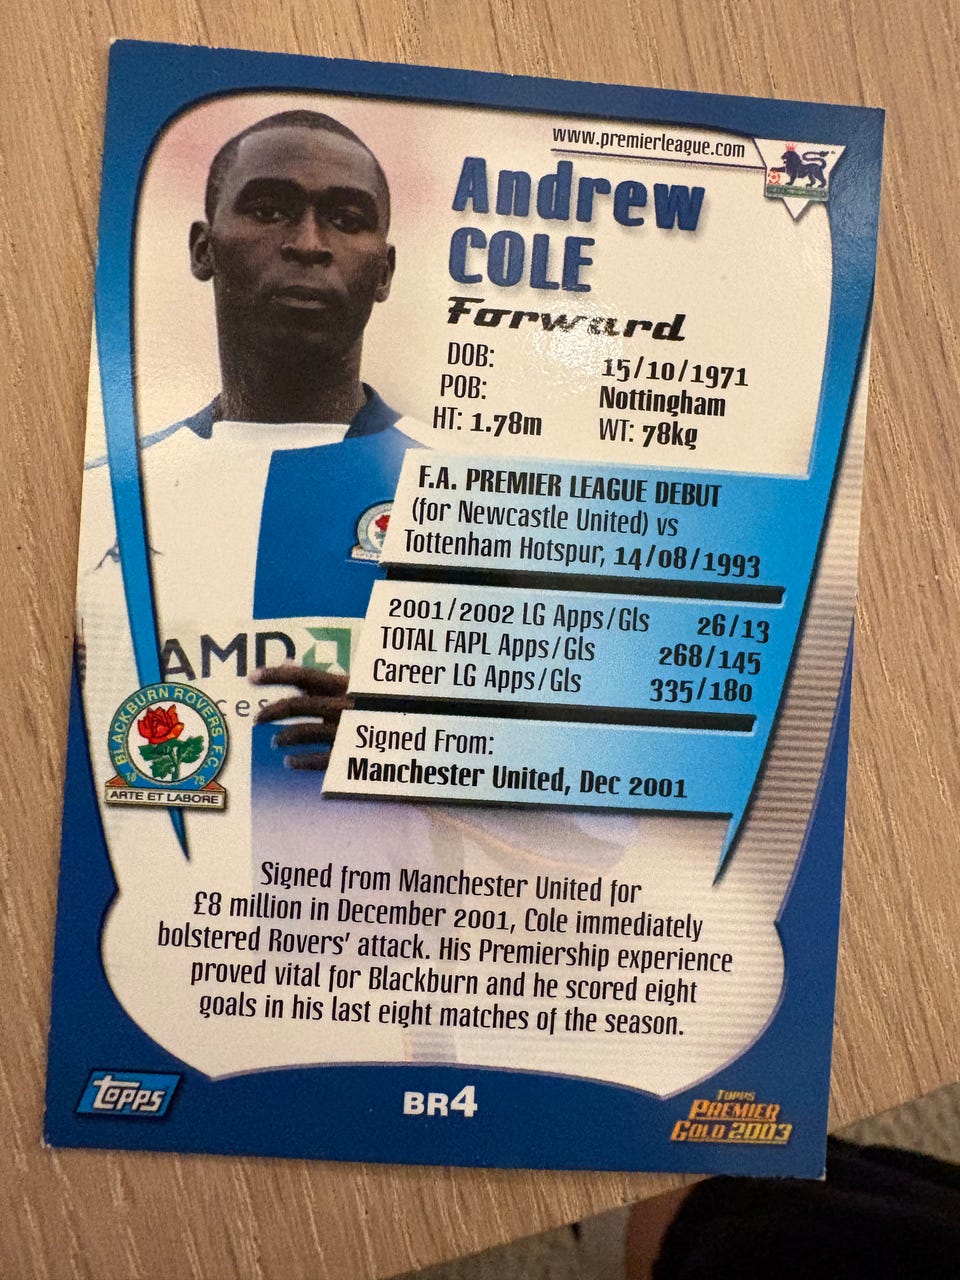 www.premierleague.com
Andrew
COLE
Forward
DOB: 15/10/1971
POB: Nottingham
HT: 1.78m WT: 78kg
F.A. PREMIER LEAGUE DEBUT
(for Newcastle United) vs
Tottenham Hotspur, 14/08/1993
2001/2002 LG Apps/Gls 26/13
TOTAL FAPL Apps/Gls 268/145
Career LG Apps/Gls 335/180
Signed From:
Manchester United, Dec 2001
AMD
ces
BLACKBURN ROVERS F.C.
18 75
ARTE ET LABORE
Signed from Manchester United for
£8 million in December 2001, Cole immediately
bolstered Rovers' attack. His Premiership experience
proved vital for Blackburn and he scored eight
goals in his last eight matches of the season.
TOPPS
BR4
TOPPS
PREMIER
GOLD 2003